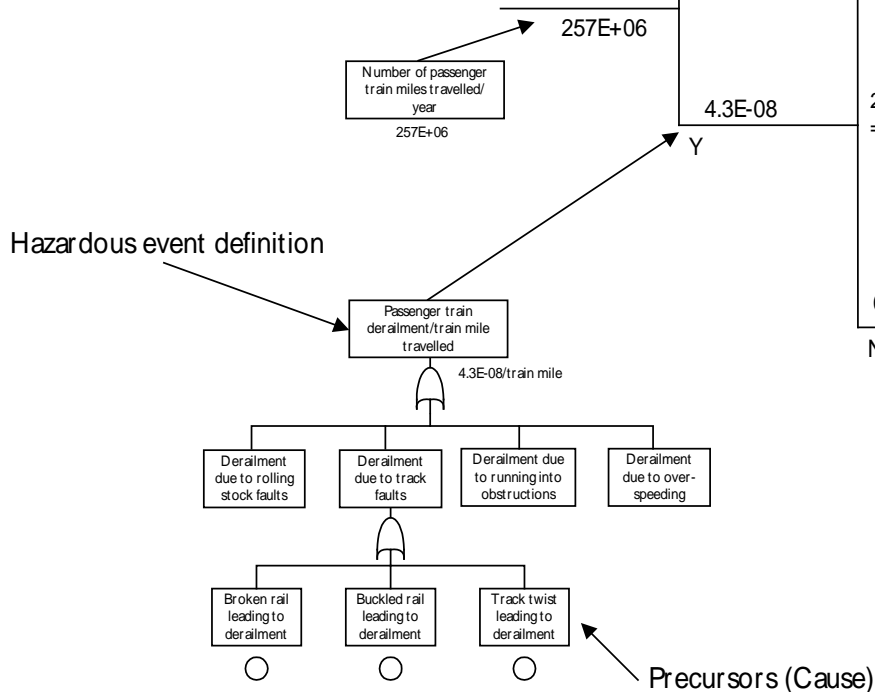 257E+06
Number of passenger
train miles travelled/
year
257E+06
4.3E-08
Y
2
=
Hazardous event definition
Passenger train
derailment/train mile
travelled
4.3E-08/train mile
Derailment
due to rolling
stock faults
Derailment
due to track
faults
Derailment due
to running into
obstructions
Derailment
due to over-
speeding
Broken rail
leading to
derailment
Buckled rail
leading to
derailment
Track twist
leading to
derailment
Precursors (Cause)